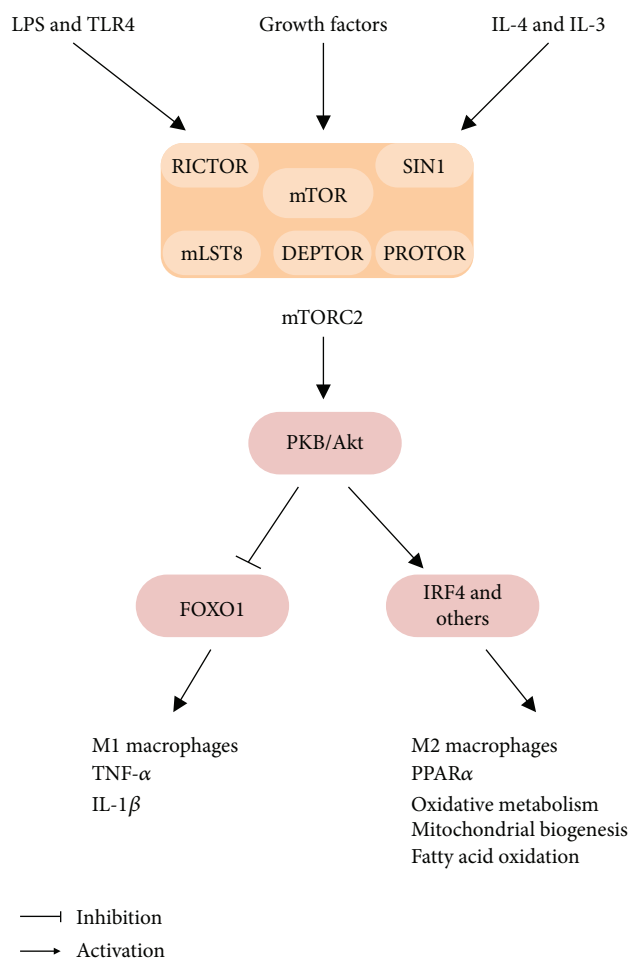 LPS and TLR4
Growth factors
IL-4 and IL-3
RICTOR
SIN1
mTOR
mLST8
DEPTOR
PROTOR
mTORC2
PKB/Akt
FOXO1
IRF4 and
others
M1 macrophages
TNF-α
IL-1β
M2 macrophages
PPARα
Oxidative metabolism
Mitochondrial biogenesis
Fatty acid oxidation
Inhibition
Activation